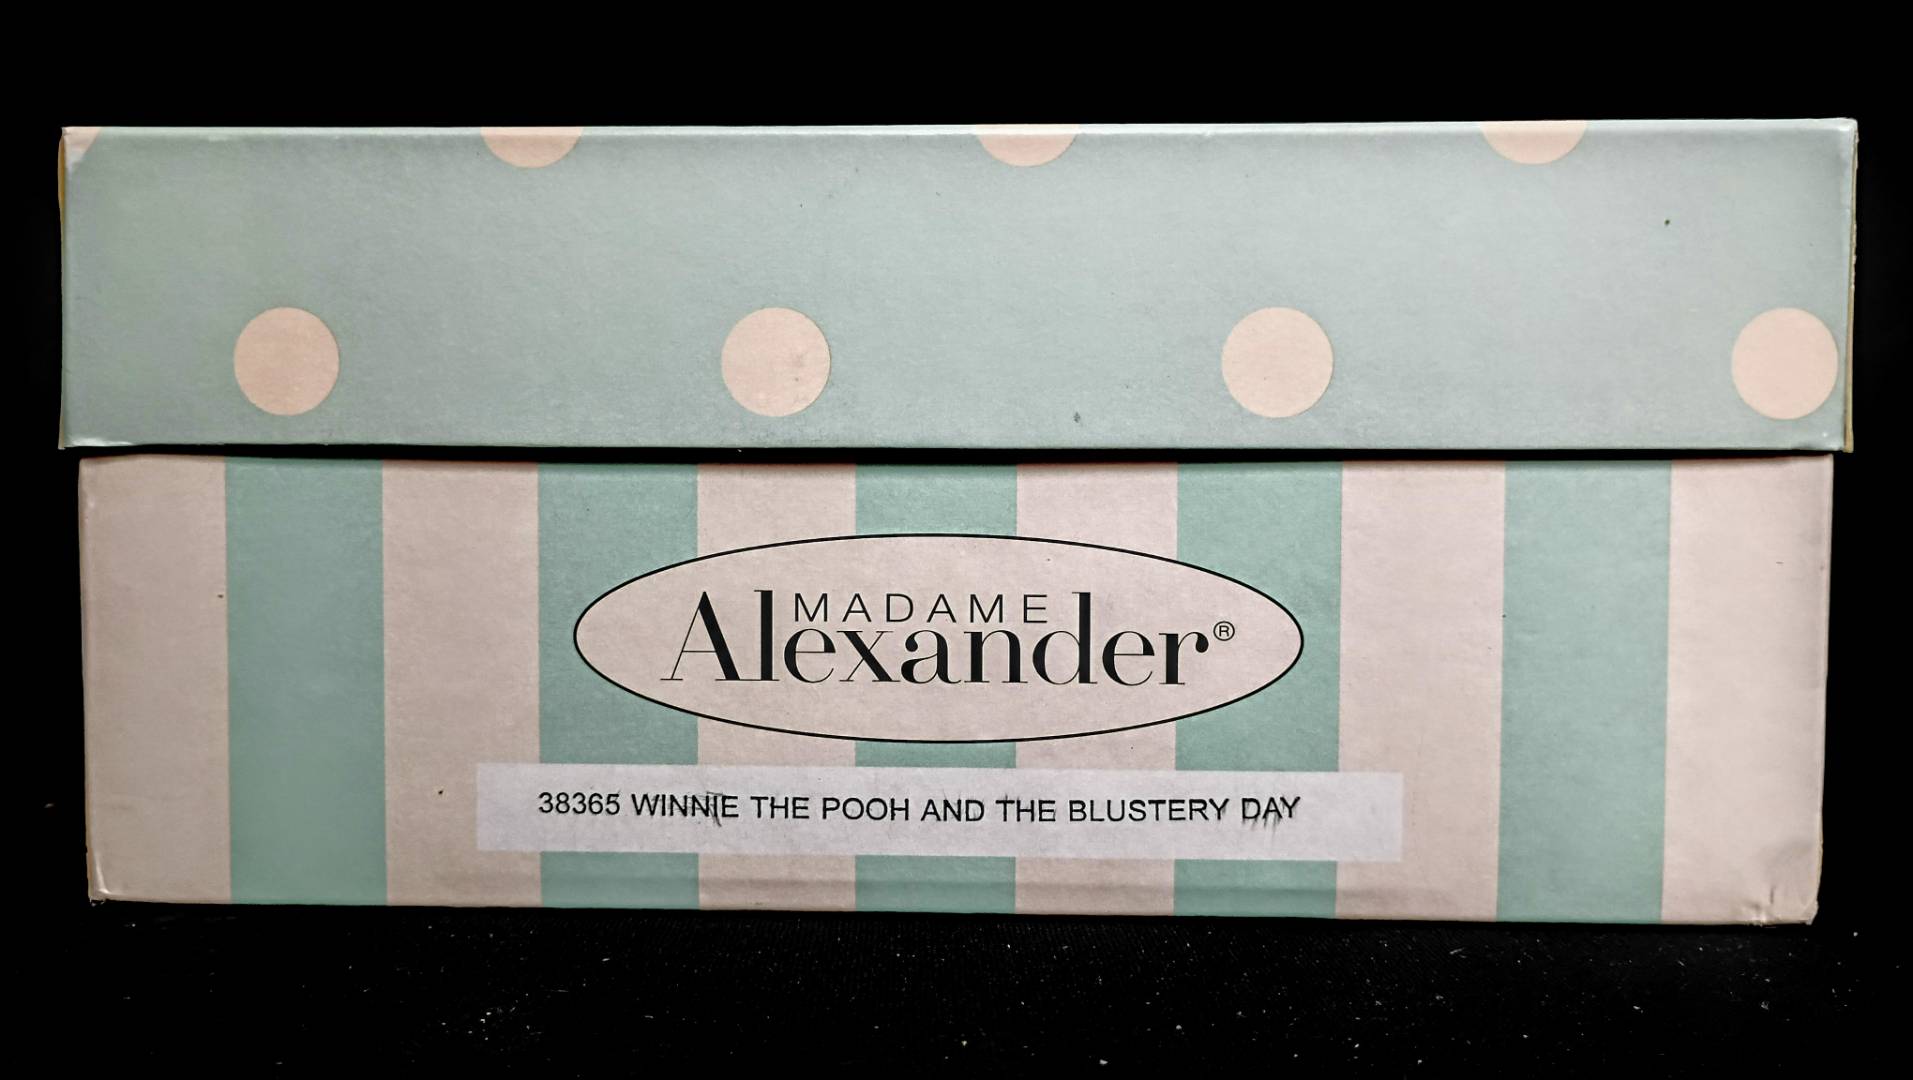 MADAME
Alexander®
38365 WINNIE THE POOH AND THE BLUSTERY DAY